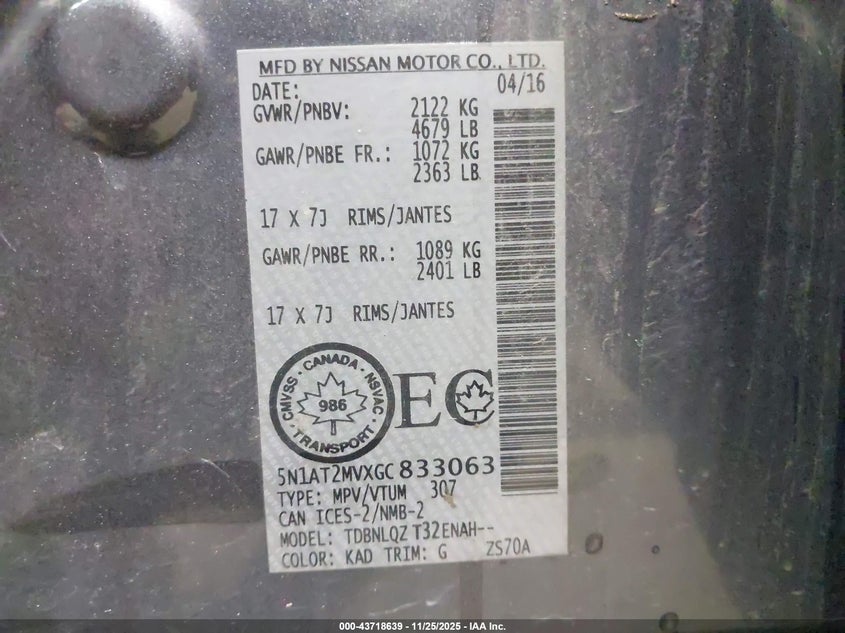 MFD BY NISSAN MOTOR CO., LTD.
DATE: 04/16
GVWR/PNBV: 2122 KG
4679 LB
GAWR/PNBE FR.: 1072 KG
2363 LB
17 X 7J RIMS/JANTES
GAWR/PNBE RR.: 1089 KG
2401 LB
17 X 7J RIMS/JANTES
CMVSS · CANADA · NSVAC · TRANSPORT ·
986
EC
5N1AT2MVXGC833063
TYPE: MPV/VTUM 307
CAN ICES-2/NMB-2
MODEL: TDBNLQZ T32ENAH--
COLOR: KAD TRIM: G ZS70A
000-43718639 - 11/25/2025 - IAA Inc.